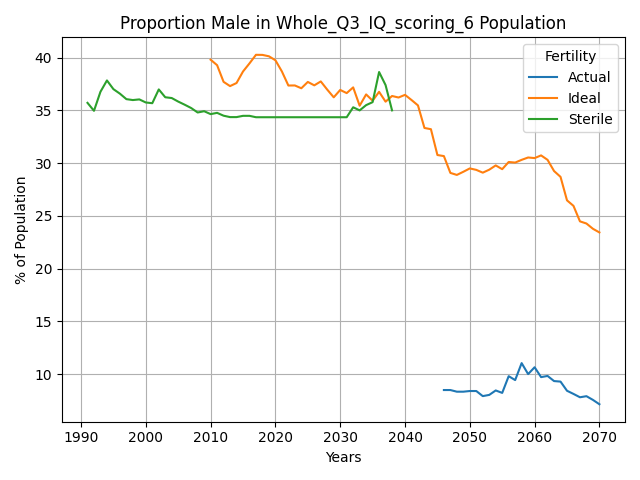 Proportion Male in Whole_Q3_IQ_scoring_6 Population
Fertility
Actual
Ideal
Sterile
% of Population
40
35
30
25
20
15
10
1990
2000
2010
2020
2030
2040
2050
2060
2070
Years